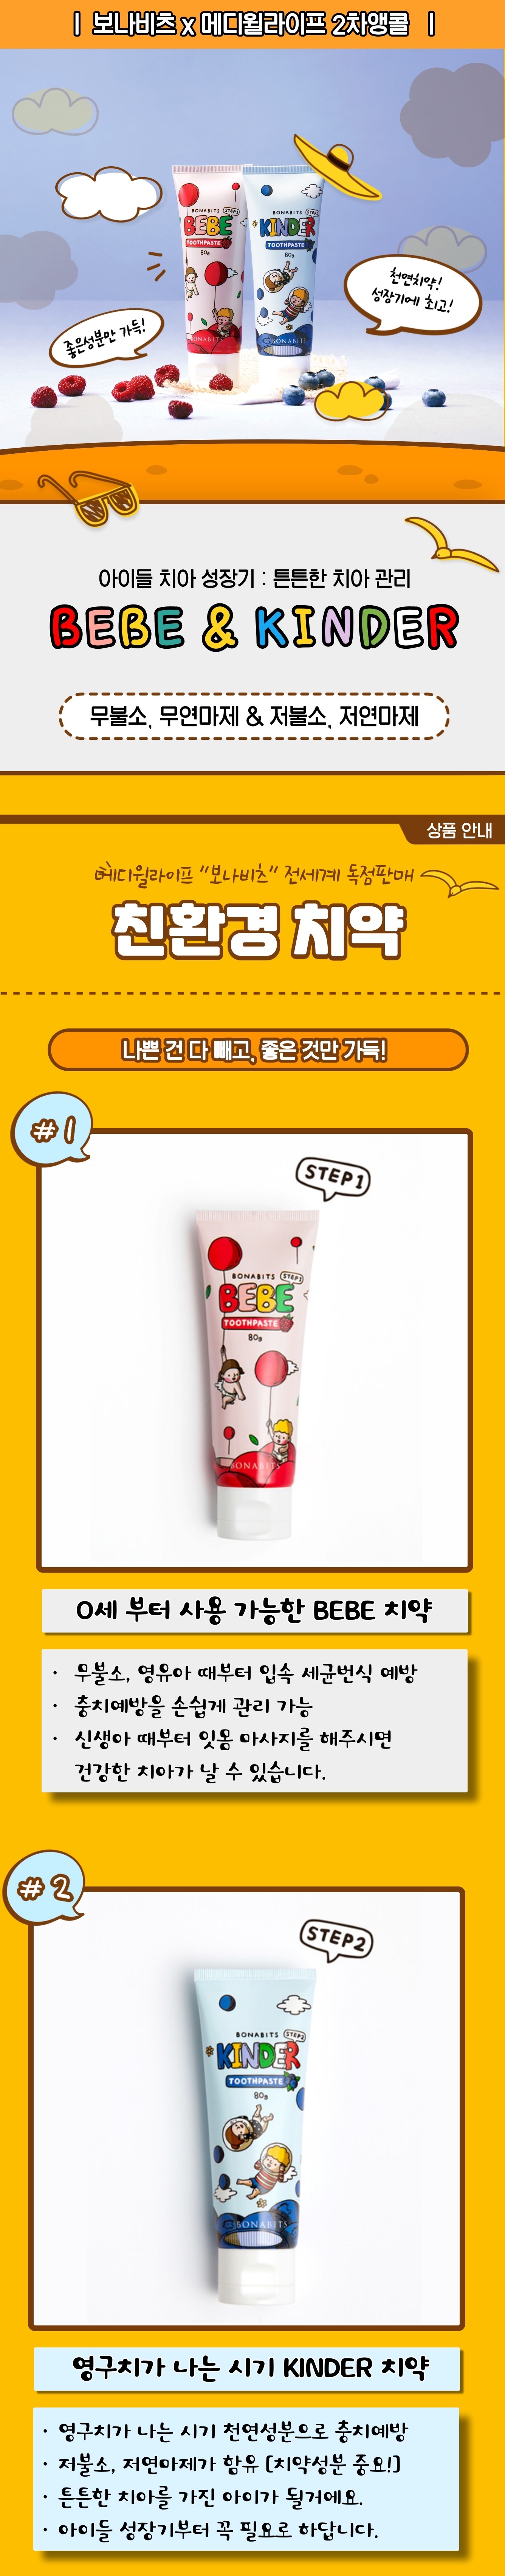 | 보나비츠 x 메디윌라이프 2차앵콜 |
BONABITS STEP1
BEBE
TOOTHPASTE
80g
BONABITS
BONABITS STEP2
KINDER
TOOTHPASTE
80g
BONABITS
천연치약!
성장기에 최고!
좋은성분만 가득!
아이들 치아 성장기 : 튼튼한 치아 관리
BEBE & KINDER
무불소, 무연마제 & 저불소, 저연마제
상품 안내
메디윌라이프 "보나비츠" 전세계 독점판매
친환경 치약
나쁜 건 다 빼고, 좋은 것만 가득!
#1
STEP1
BONABITS STEP1
BEBE
TOOTHPASTE
80g
BONABITS
0세 부터 사용 가능한 BEBE 치약
· 무불소, 영유아 때부터 입속 세균번식 예방
· 충치예방을 손쉽게 관리 가능
· 신생아 때부터 잇몸 마사지를 해주시면
건강한 치아가 날 수 있습니다.
#2
STEP2
BONABITS STEP2
KINDER
TOOTHPASTE
80g
BONABITS
영구치가 나는 시기 KINDER 치약
· 영구치가 나는 시기 천연성분으로 충치예방
· 저불소, 저연마제가 함유 [치약성분 중요!]
· 튼튼한 치아를 가진 아이가 될거에요.
· 아이들 성장기부터 꼭 필요로 하답니다.